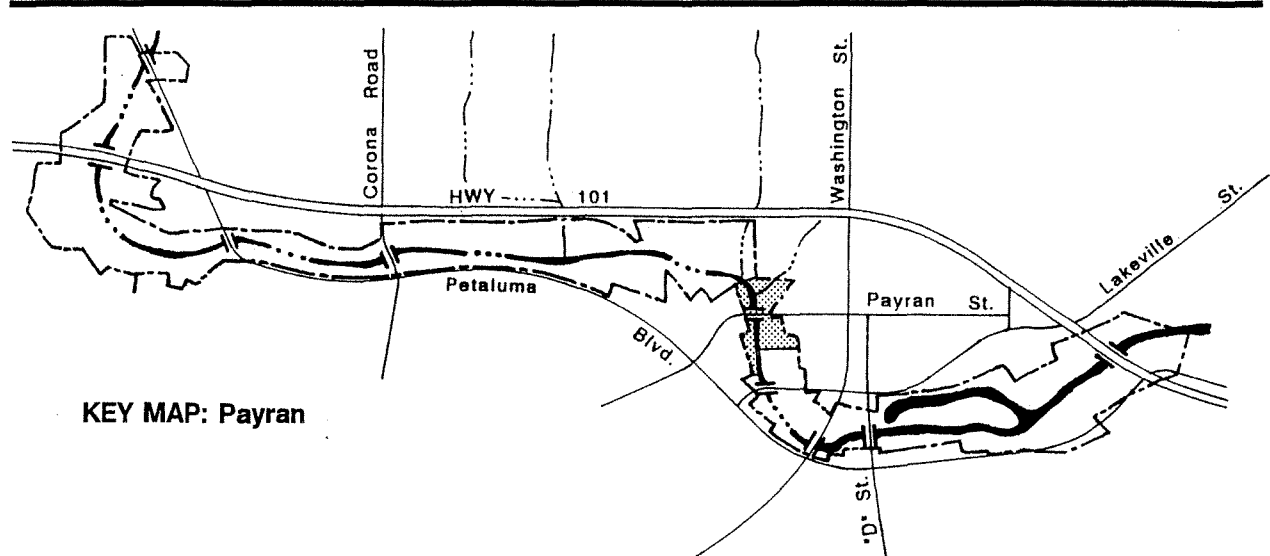 Corona Road
Washington St.
HWY 101
Lakeville St.
Petaluma
Blvd.
Payran St.
KEY MAP: Payran
"D" St.